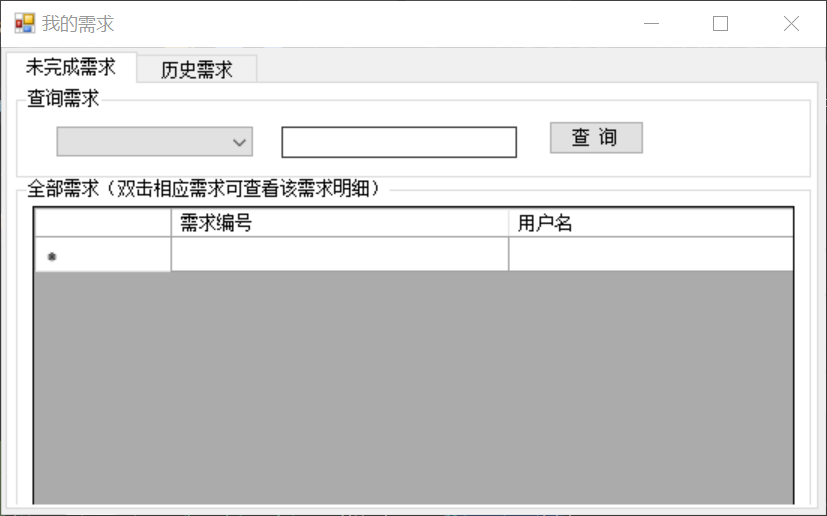 我的需求
未完成需求 历史需求
查询需求
查 询
全部需求（双击相应需求可查看该需求明细）
需求编号 用户名